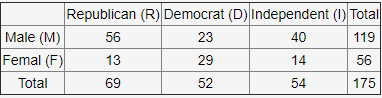 Republican (R) Democrat (D) Independent (I) Total
Male (M) 56 23 40 119
Femal (F) 13 29 14 56
Total 69 52 54 175